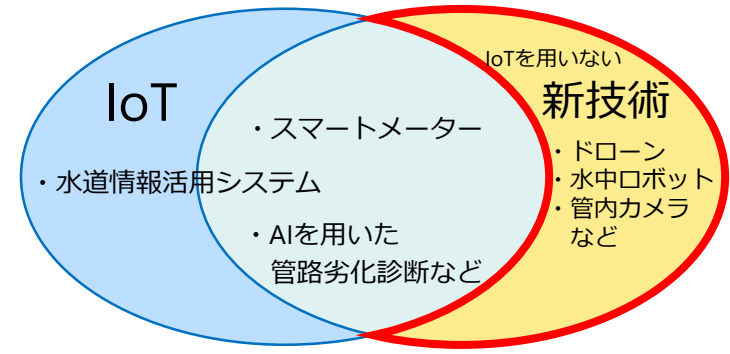 IoT
・水道情報活用システム
・スマートメーター
・AIを用いた
管路劣化診断など
IoTを用いない
新技術
・ドローン
・水中ロボット
・管内カメラ
など